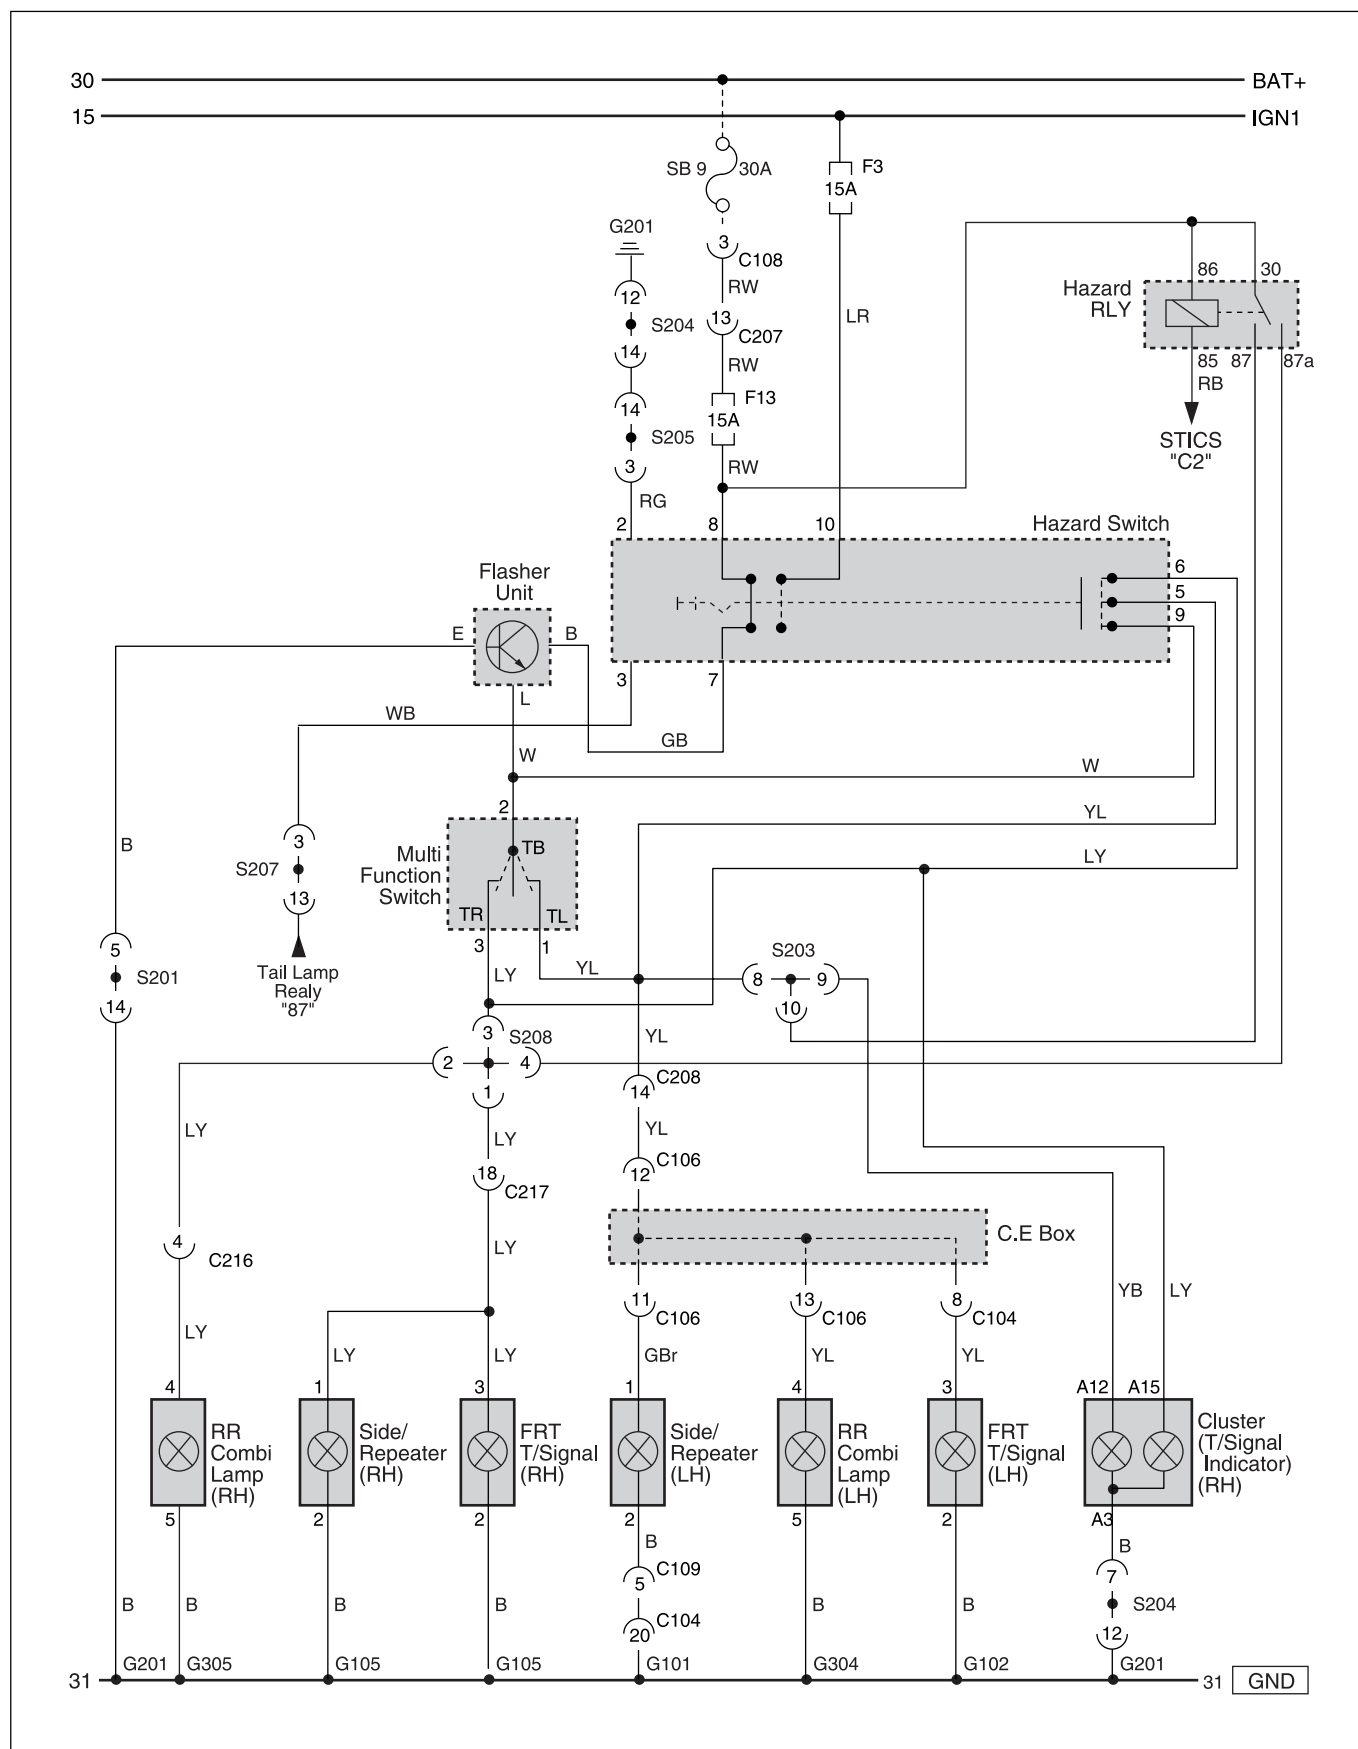 30
BAT+
15
IGN1
SB 9
30A
F3
15A
G201
3
C108
RW
12
S204
14
13
C207
RW
LR
86
30
Hazard
RLY
85
87
87a
RB
STICS
"C2"
14
S205
3
RG
F13
15A
RW
2
8
10
Hazard Switch
6
5
9
3
7
Flasher
Unit
E
B
L
WB
GB
W
W
YL
LY
2
TB
Multi
Function
Switch
TR
TL
3
1
B
3
S207
13
Tail Lamp
Realy
"87"
5
S201
14
LY
YL
S203
8
9
10
3
S208
2
4
1
YL
C208
14
LY
LY
YL
C106
12
18
C217
4
C216
LY
C.E Box
11
C106
13
C106
8
C104
YB
LY
LY
LY
LY
GBr
YL
YL
4
1
3
1
4
3
A12
A15
RR
Combi
Lamp
(RH)
Side/
Repeater
(RH)
FRT
T/Signal
(RH)
Side/
Repeater
(LH)
RR
Combi
Lamp
(LH)
FRT
T/Signal
(LH)
Cluster
(T/Signal
Indicator)
(RH)
5
2
2
2
5
2
A3
B
B
C109
5
7
S204
C104
20
12
B
B
B
B
B
B
31
G201
G305
G105
G105
G101
G304
G102
G201
31
GND